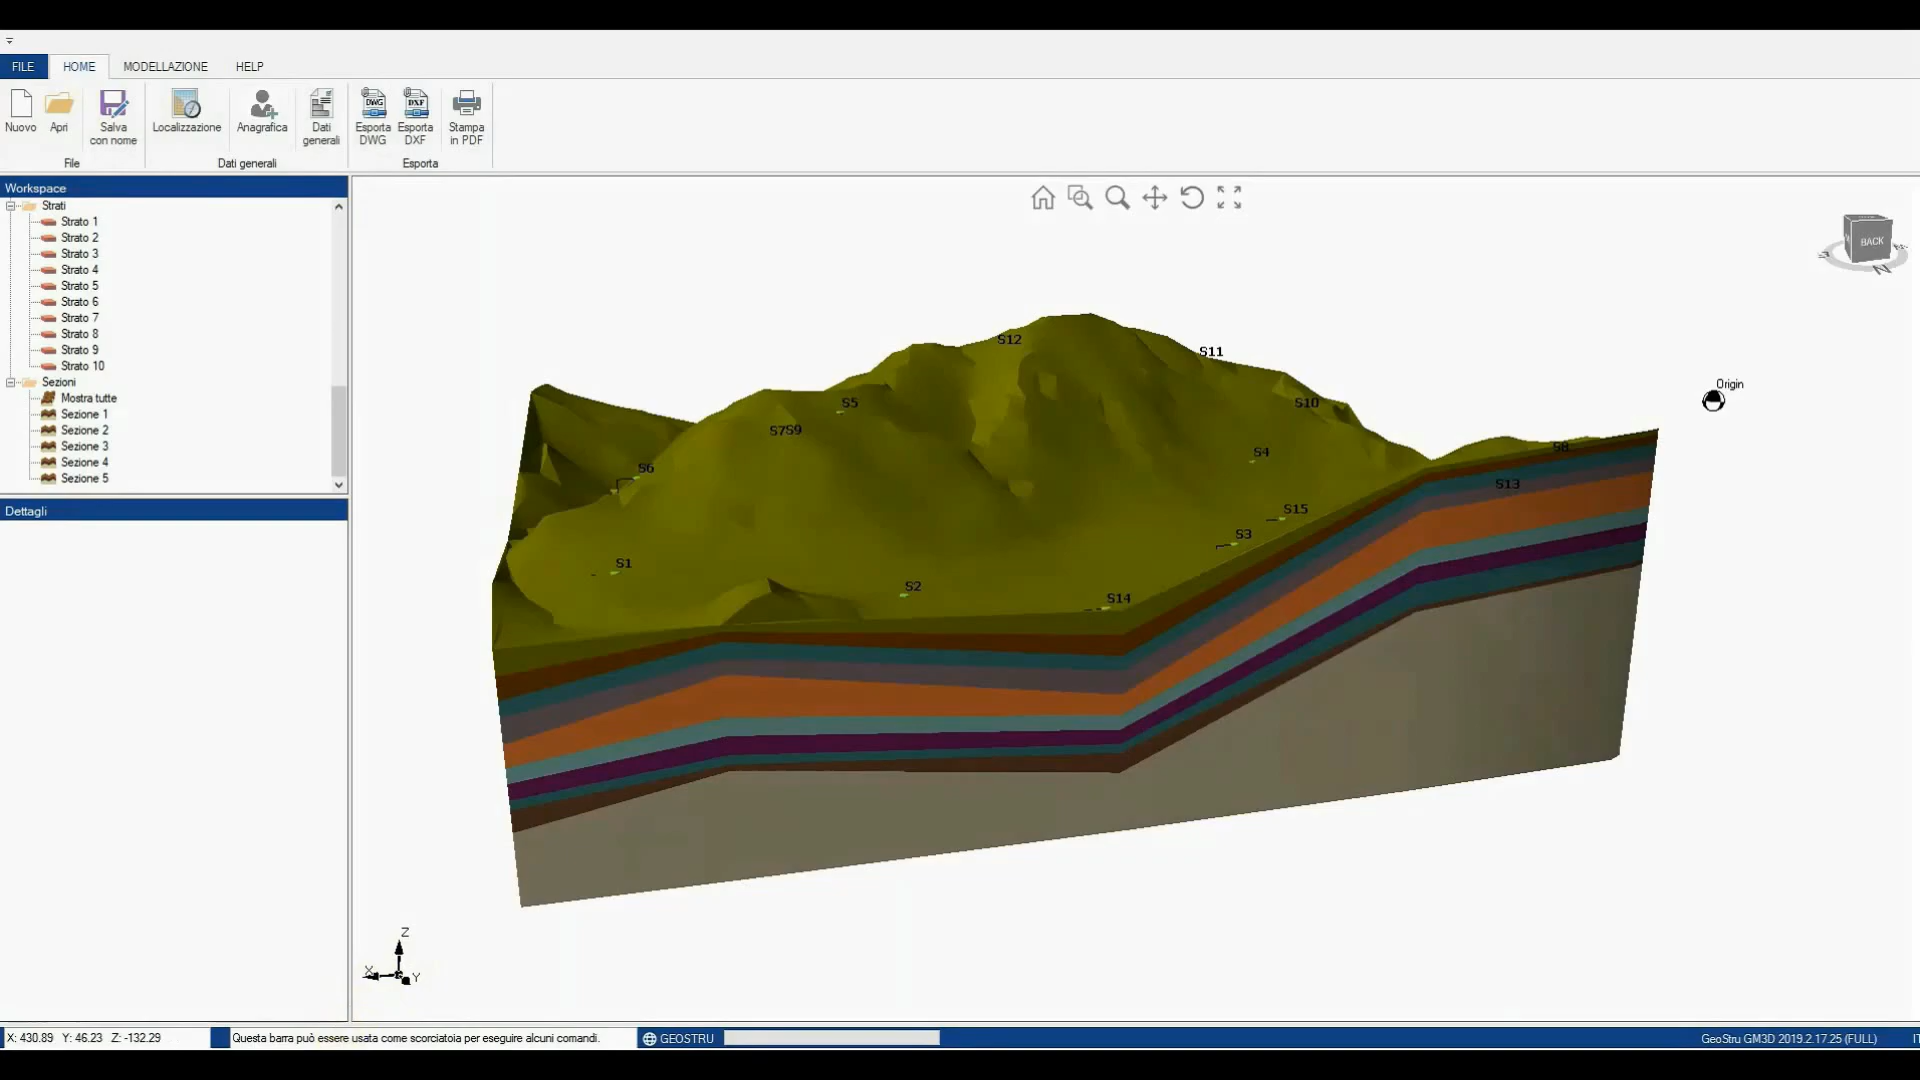 FILE HOME MODELLAZIONE HELP
Nuovo Apri Salva con nome Localizzazione Anagrafica Dati generali Esporta DWG Esporta DXF Stampa in PDF
File Dati generali Esporta
Workspace
Strati
Strato 1
Strato 2
Strato 3
Strato 4
Strato 5
Strato 6
Strato 7
Strato 8
Strato 9
Strato 10
Sezioni
Mostra tutte
Sezione 1
Sezione 2
Sezione 3
Sezione 4
Sezione 5
Dettagli
BACK
N
S12
S11
Origin
S5
S10
S7S9
S8
S4
S6
S13
S15
S3
S1
S2
S14
Z
X
Y
X: 430.89 Y: 46.23 Z: -132.29
Questa barra può essere usata come scorciatoia per eseguire alcuni comandi.
GEOSTRU
GeoStru GM3D 2019.2.17.25 (FULL)